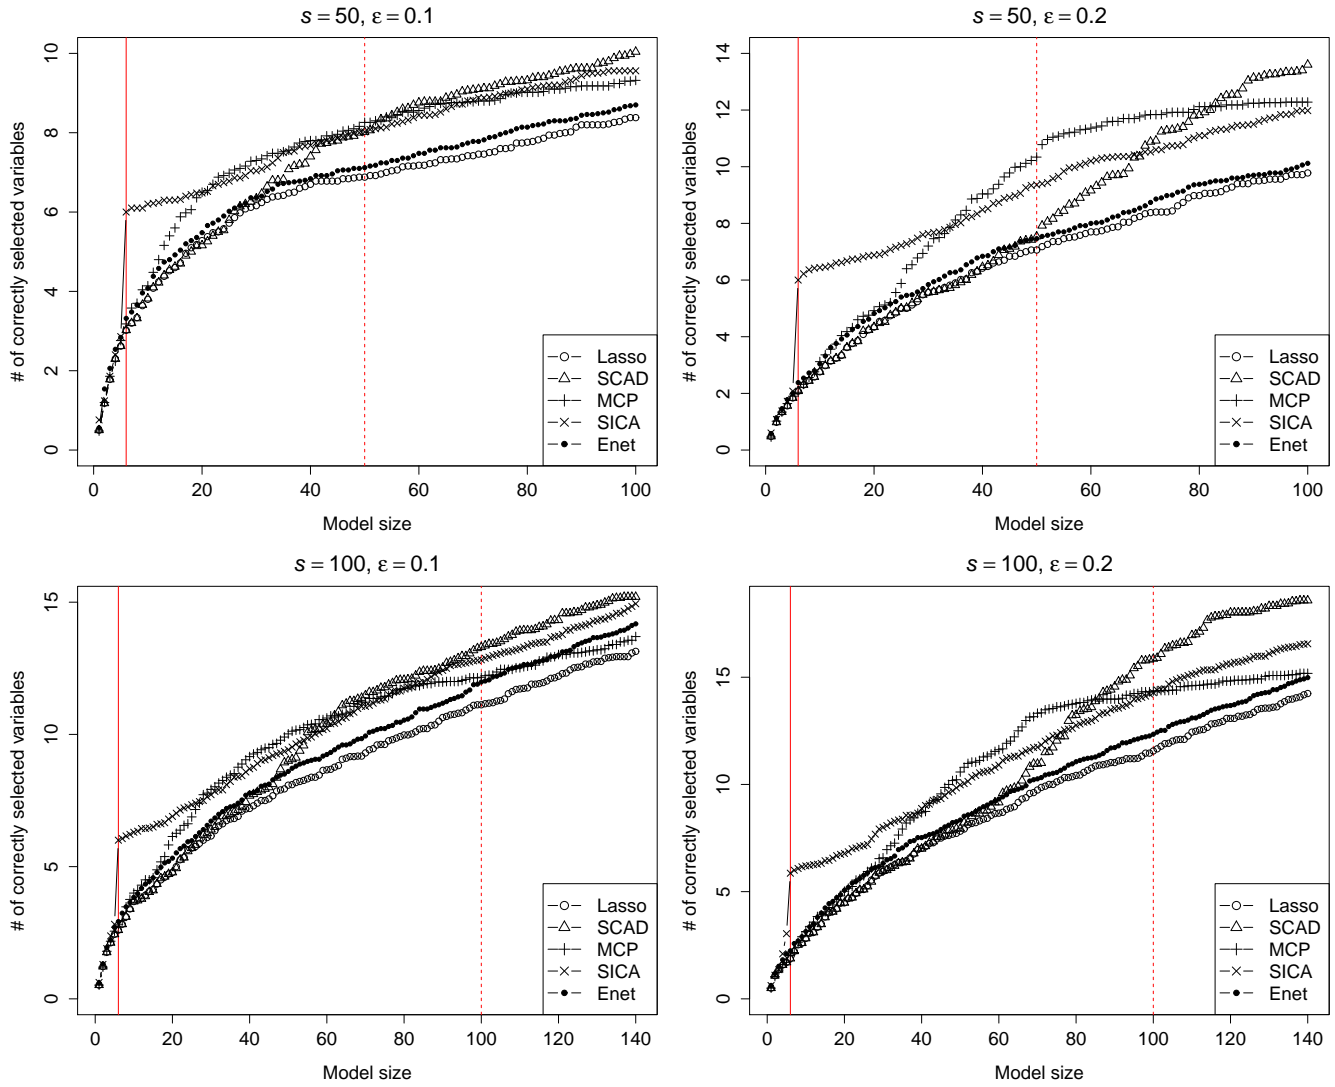 s = 50, ε = 0.1
# of correctly selected variables
10
8
6
4
2
0
0 20 40 60 80 100
Model size
Lasso
SCAD
MCP
SICA
Enet
s = 50, ε = 0.2
# of correctly selected variables
14
12
10
8
6
4
2
0
0 20 40 60 80 100
Model size
Lasso
SCAD
MCP
SICA
Enet
s = 100, ε = 0.1
# of correctly selected variables
15
10
5
0
0 20 40 60 80 100 120 140
Model size
Lasso
SCAD
MCP
SICA
Enet
s = 100, ε = 0.2
# of correctly selected variables
15
10
5
0
0 20 40 60 80 100 120 140
Model size
Lasso
SCAD
MCP
SICA
Enet